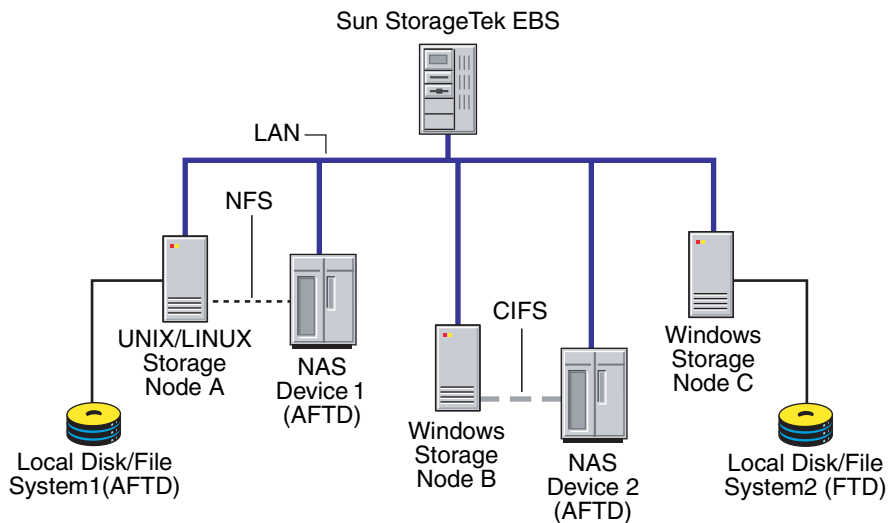 Sun StorageTek EBS
LAN
NFS
UNIX/LINUX
Storage
Node A
NAS
Device 1
(AFTD)
CIFS
Windows
Storage
Node B
NAS
Device 2
(AFTD)
Windows
Storage
Node C
Local Disk/File
System1(AFTD)
Local Disk/File
System2 (FTD)